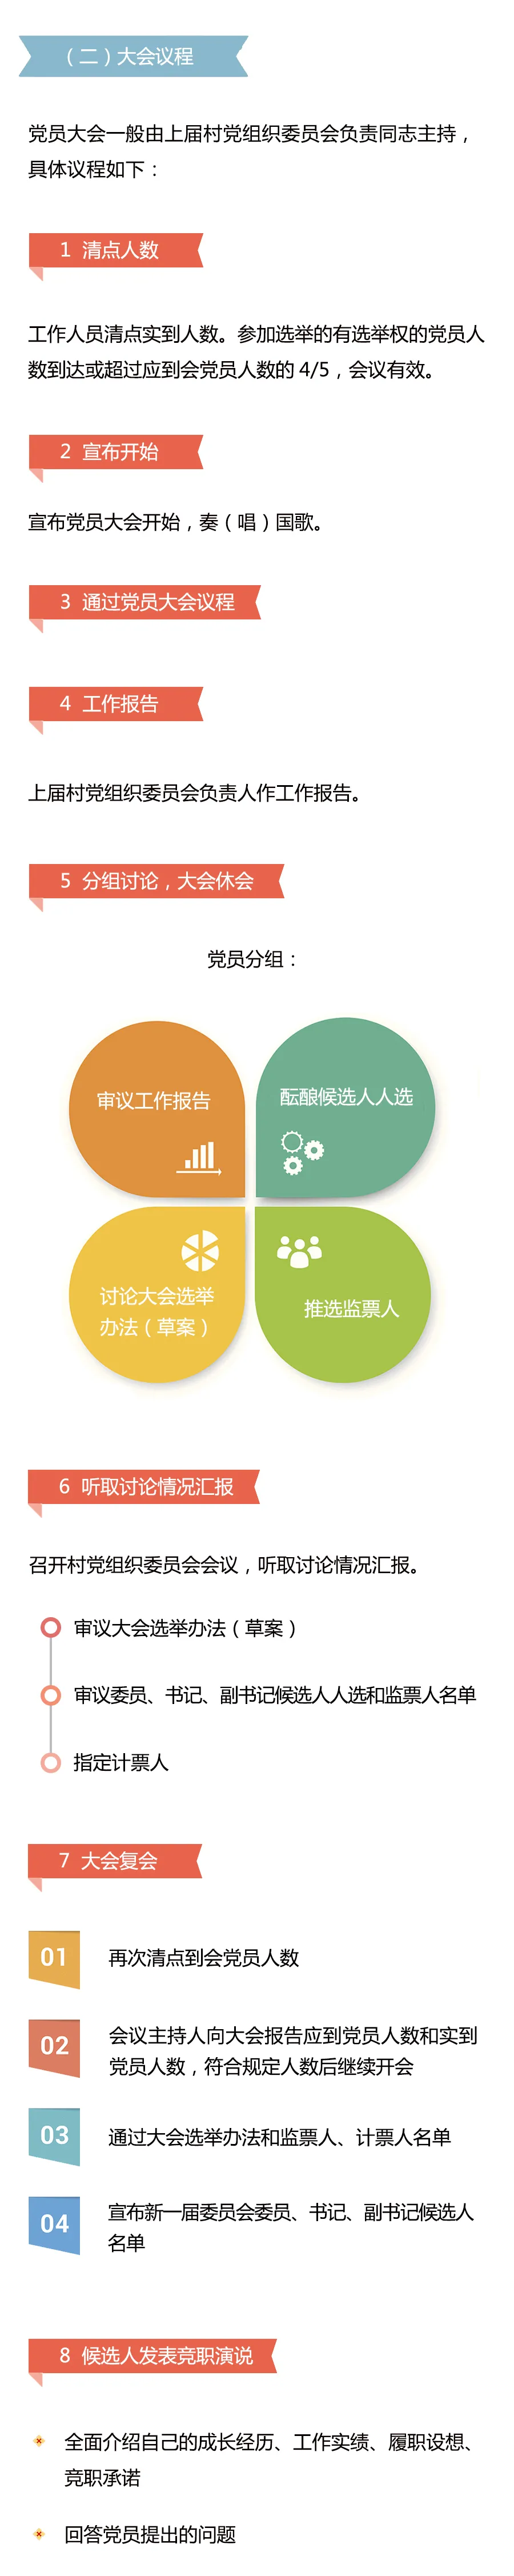 （二）大会议程
党员大会一般由上届村党组织委员会负责同志主持，
具体议程如下：
1 清点人数
工作人员清点实到人数。参加选举的有选举权的党员人
数到达或超过应到会党员人数的 4/5，会议有效。
2 宣布开始
宣布党员大会开始，奏（唱）国歌。
3 通过党员大会议程
4 工作报告
上届村党组织委员会负责人作工作报告。
5 分组讨论，大会休会
党员分组：
审议工作报告
酝酿候选人人选
讨论大会选举
办法（草案）
推选监票人
6 听取讨论情况汇报
召开村党组织委员会会议，听取讨论情况汇报。
审议大会选举办法（草案）
审议委员、书记、副书记候选人人选和监票人名单
指定计票人
7 大会复会
01
再次清点到会党员人数
02
会议主持人向大会报告应到党员人数和实到
党员人数，符合规定人数后继续开会
03
通过大会选举办法和监票人、计票人名单
04
宣布新一届委员会委员、书记、副书记候选人
名单
8 候选人发表竞职演说
全面介绍自己的成长经历、工作实绩、履职设想、
竞职承诺
回答党员提出的问题